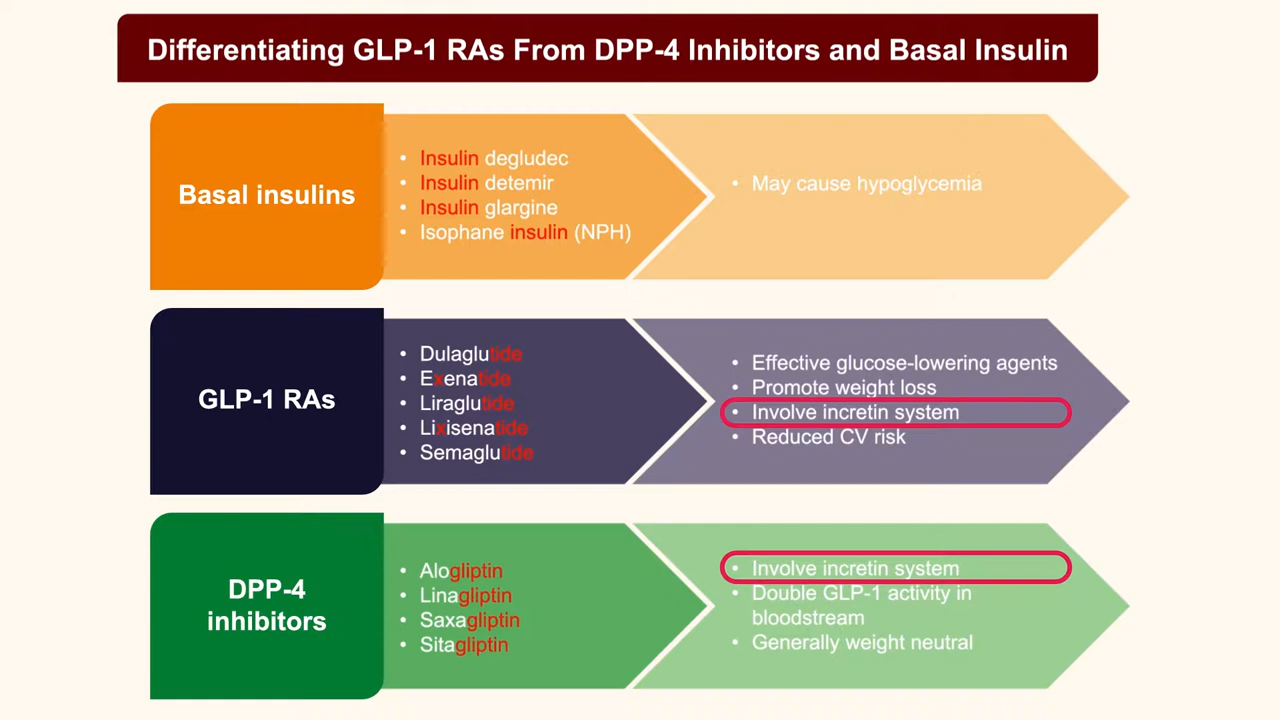 Differentiating GLP-1 RAs From DPP-4 Inhibitors and Basal Insulin
Basal insulins
• Insulin degludec
• Insulin detemir
• Insulin glargine
• Isophane insulin (NPH)
• May cause hypoglycemia
GLP-1 RAs
• Dulaglutide
• Exenatide
• Liraglutide
• Lixisenatide
• Semaglutide
• Effective glucose-lowering agents
• Promote weight loss
• Involve incretin system
• Reduced CV risk
DPP-4
inhibitors
• Alogliptin
• Linagliptin
• Saxagliptin
• Sitagliptin
• Involve incretin system
• Double GLP-1 activity in
bloodstream
• Generally weight neutral